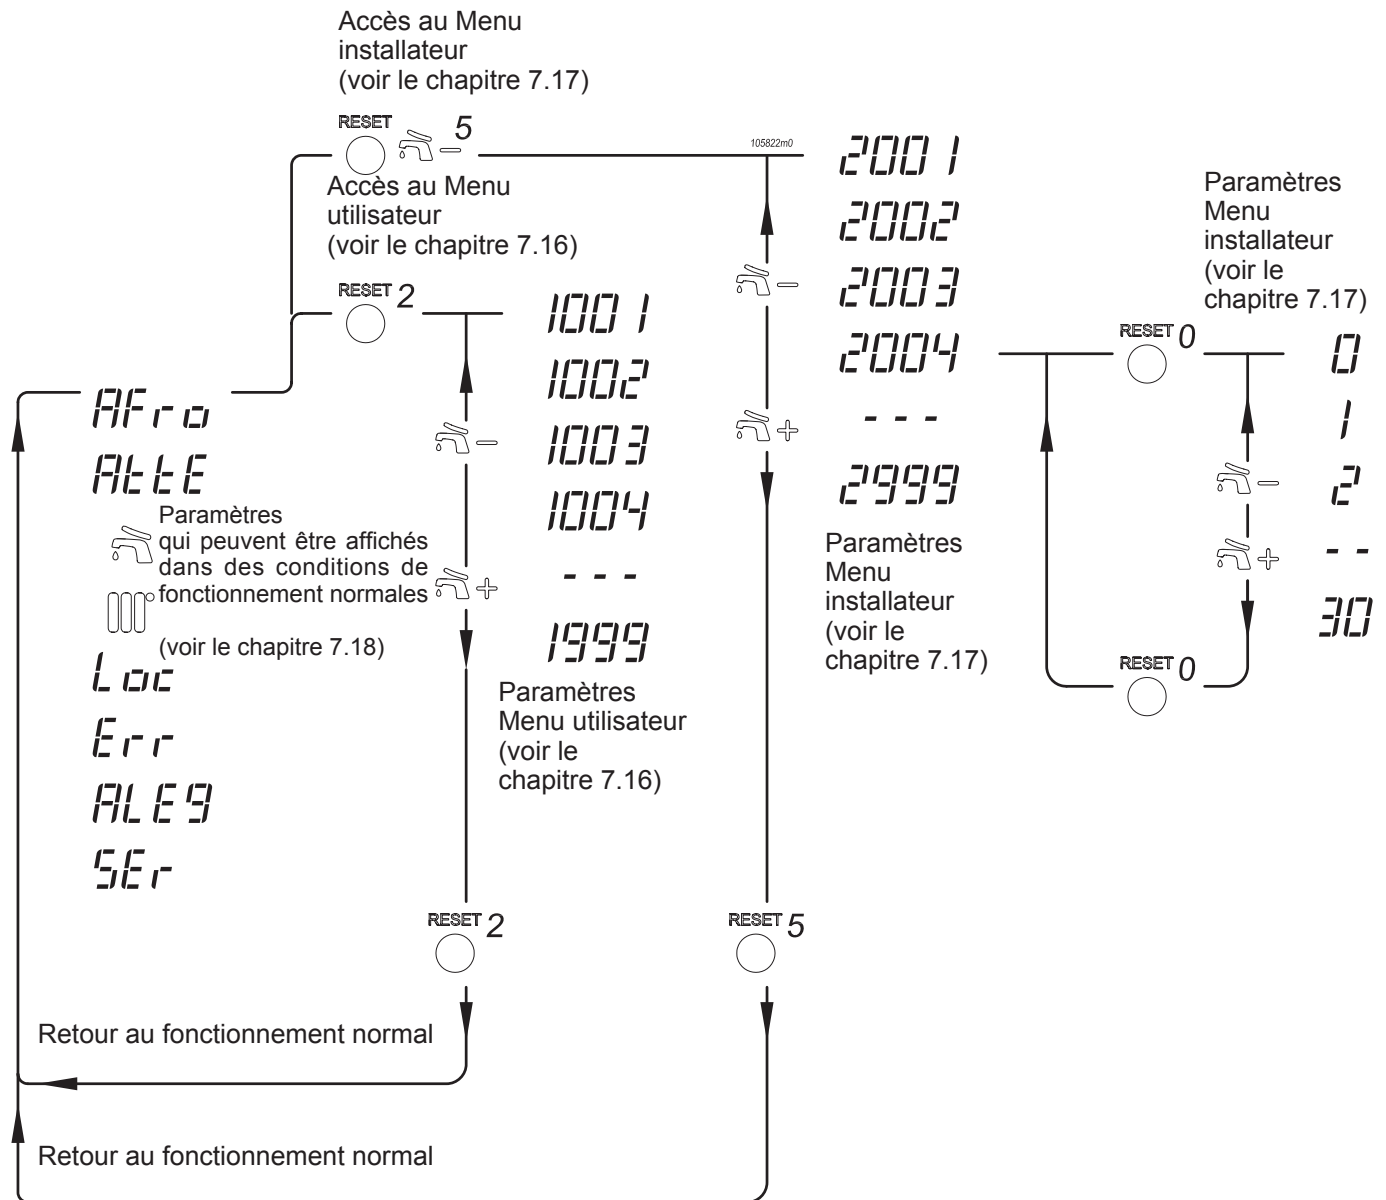 Accès au Menu
installateur
(voir le chapitre 7.17)
RESET 5
105822m0
Accès au Menu
utilisateur
(voir le chapitre 7.16)
RESET 2
1001
1002
1003
1004
- - -
1999
Paramètres
Menu utilisateur
(voir le
chapitre 7.16)
2001
2002
2003
2004
- - -
2999
Paramètres
Menu
installateur
(voir le
chapitre 7.17)
Paramètres
Menu
installateur
(voir le
chapitre 7.17)
RESET 0
0
1
2
- -
30
RESET 0
AFro
AttE
Paramètres
qui peuvent être affichés
dans des conditions de
fonctionnement normales
(voir le chapitre 7.18)
Loc
Err
ALE9
SEr
RESET 2
RESET 5
Retour au fonctionnement normal
Retour au fonctionnement normal